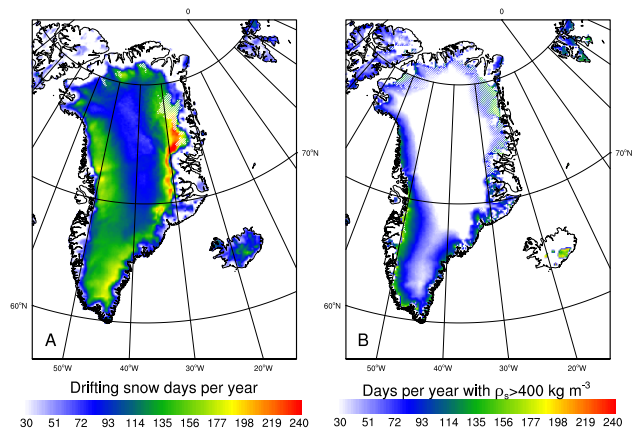 0
0
70°N
70°N
60°N
60°N
A
B
50°W 40°W 30°W 20°W
50°W 40°W 30°W 20°W
Drifting snow days per year
Days per year with ρs>400 kg m-3
30 51 72 93 114 135 156 177 198 219 240
30 51 72 93 114 135 156 177 198 219 240